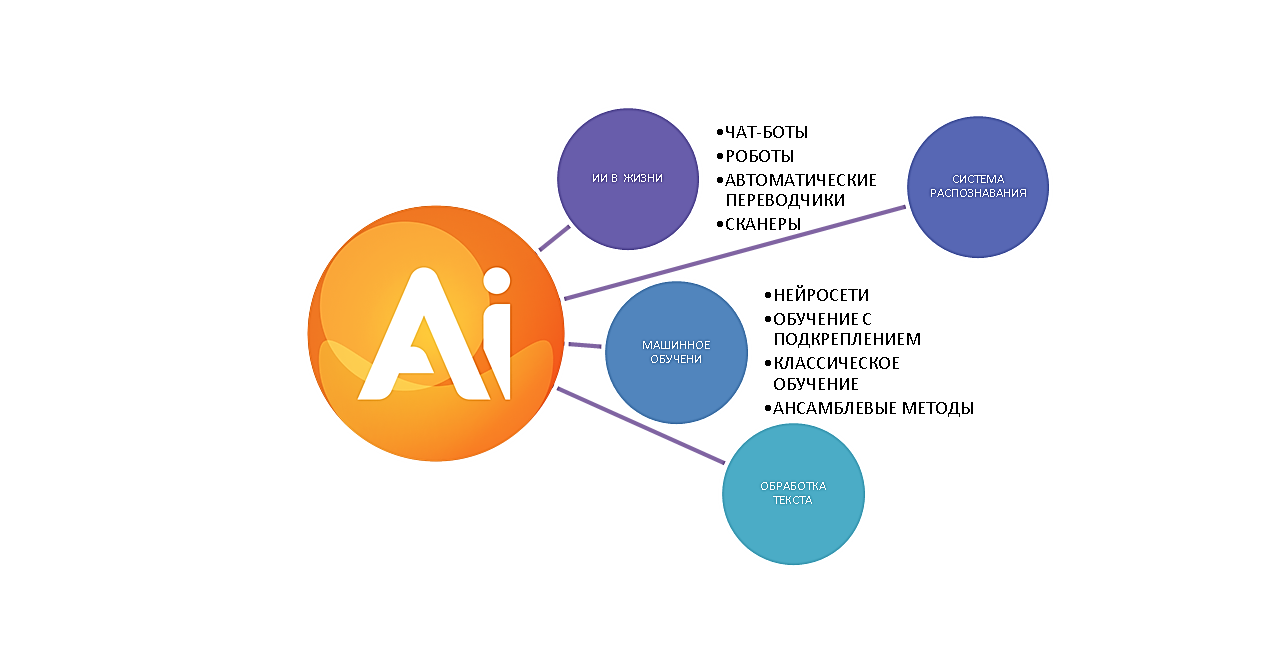 Ai
ИИ В ЖИЗНИ
•ЧАТ-БОТЫ
•РОБОТЫ
•АВТОМАТИЧЕСКИЕ
ПЕРЕВОДЧИКИ
•СКАНЕРЫ
СИСТЕМА
РАСПОЗНАВАНИЯ
МАШИННОЕ
ОБУЧЕНИ
•НЕЙРОСЕТИ
•ОБУЧЕНИЕ С
ПОДКРЕПЛЕНИЕМ
•КЛАССИЧЕСКОЕ
ОБУЧЕНИЕ
•АНСАМБЛЕВЫЕ МЕТОДЫ
ОБРАБОТКА
ТЕКСТА